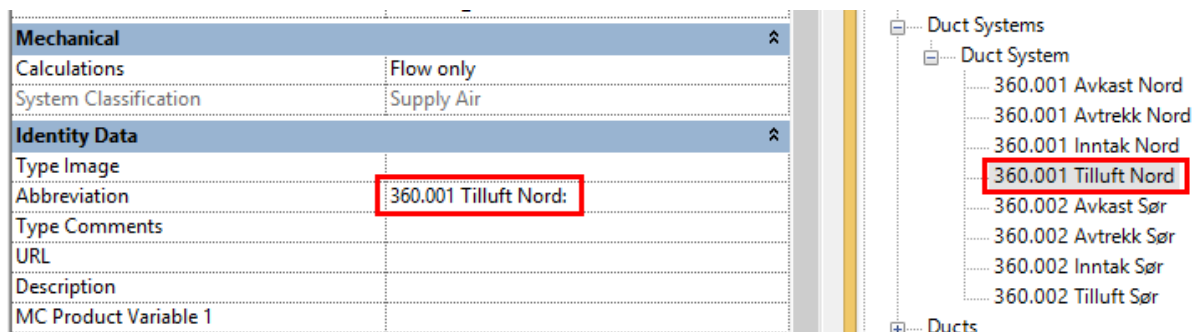 Mechanical
Calculations Flow only
System Classification Supply Air
Identity Data
Type Image
Abbreviation 360.001 Tilluft Nord:
Type Comments
URL
Description
MC Product Variable 1
Duct Systems
Duct System
360.001 Avkast Nord
360.001 Avtrekk Nord
360.001 Inntak Nord
360.001 Tilluft Nord
360.002 Avkast Sør
360.002 Avtrekk Sør
360.002 Inntak Sør
360.002 Tilluft Sør
Ducts